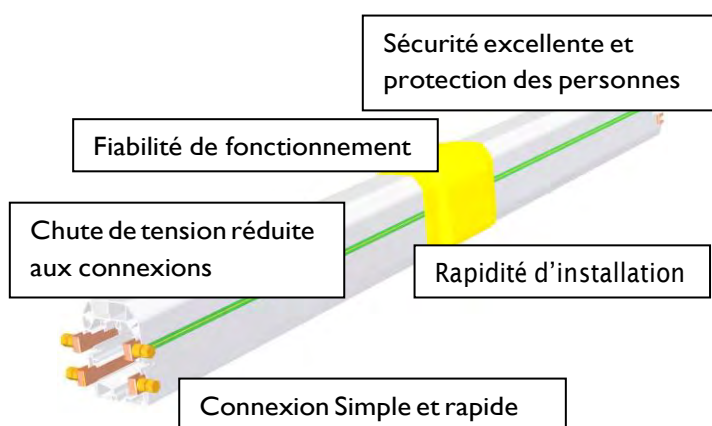 Sécurité excellente et
protection des personnes
Fiabilité de fonctionnement
Chute de tension réduite
aux connexions
Rapidité d’installation
Connexion Simple et rapide